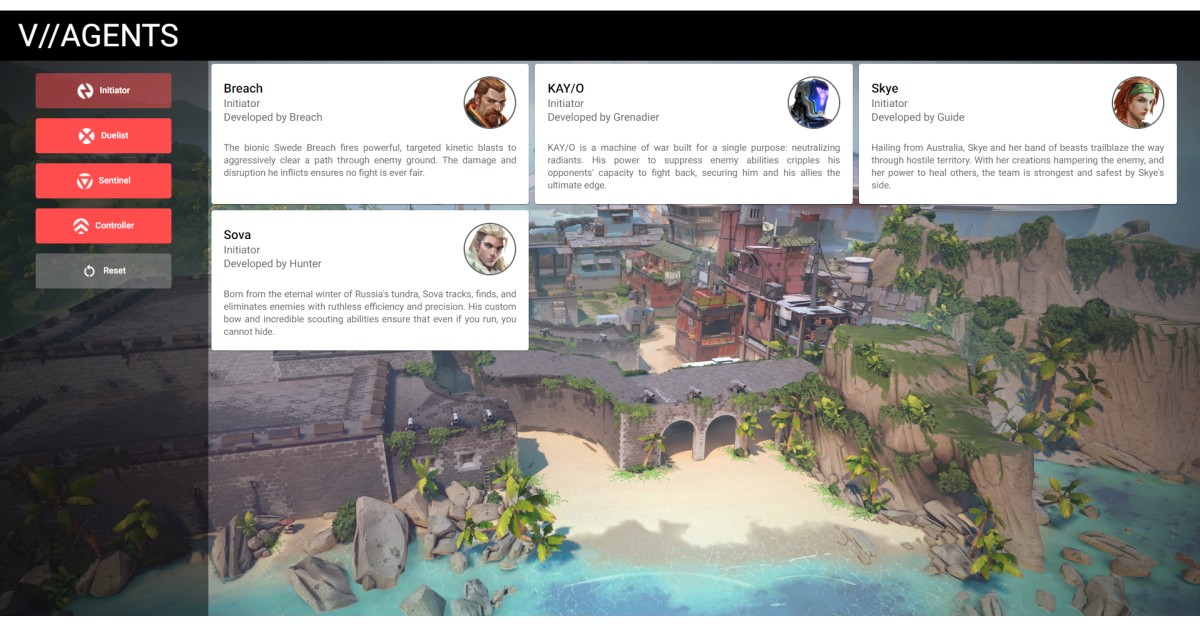 V//AGENTS
Initiator
Duelist
Sentinel
Controller
Reset
Breach
Initiator
Developed by Breach
The bionic Swede Breach fires powerful, targeted kinetic blasts to
aggressively clear a path through enemy ground. The damage and
disruption he inflicts ensures no fight is ever fair.
KAY/O
Initiator
Developed by Grenadier
KAY/O is a machine of war built for a single purpose: neutralizing
radiants. His power to suppress enemy abilities cripples his
opponents' capacity to fight back, securing him and his allies the
ultimate edge.
Skye
Initiator
Developed by Guide
Hailing from Australia, Skye and her band of beasts trailblaze the way
through hostile territory. With her creations hampering the enemy, and
her power to heal others, the team is strongest and safest by Skye's
side.
Sova
Initiator
Developed by Hunter
Born from the eternal winter of Russia's tundra, Sova tracks, finds, and
eliminates enemies with ruthless efficiency and precision. His custom
bow and incredible scouting abilities ensure that even if you run, you
cannot hide.